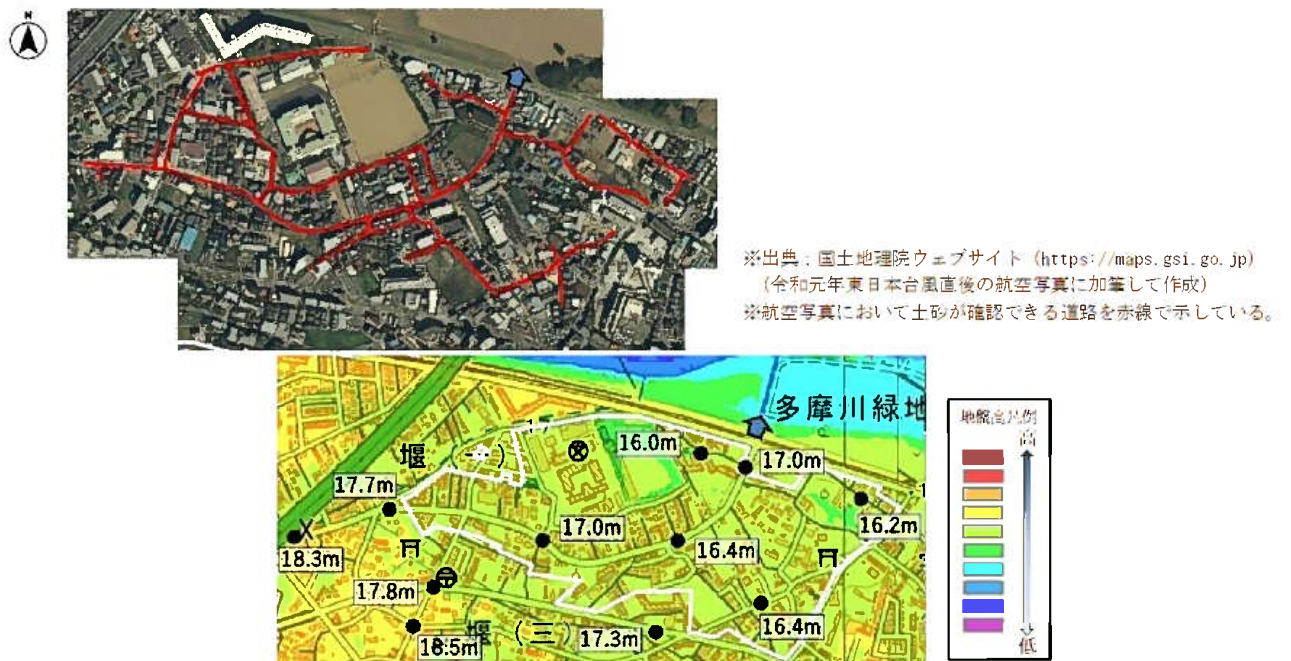 N
※出典：国土地理院ウェブサイト（https://maps.gsi.go.jp）
（令和元年東日本台風直後の航空写真に加筆して作成）
※航空写真において土砂が確認できる道路を赤線で示している。
多摩川緑地
堰（一）
16.0m
17.0m
17.7m
16.2m
17.0m
16.4m
18.3m
17.8m
16.4m
18.5m
堰（三）
17.3m
地盤高凡例
高
低